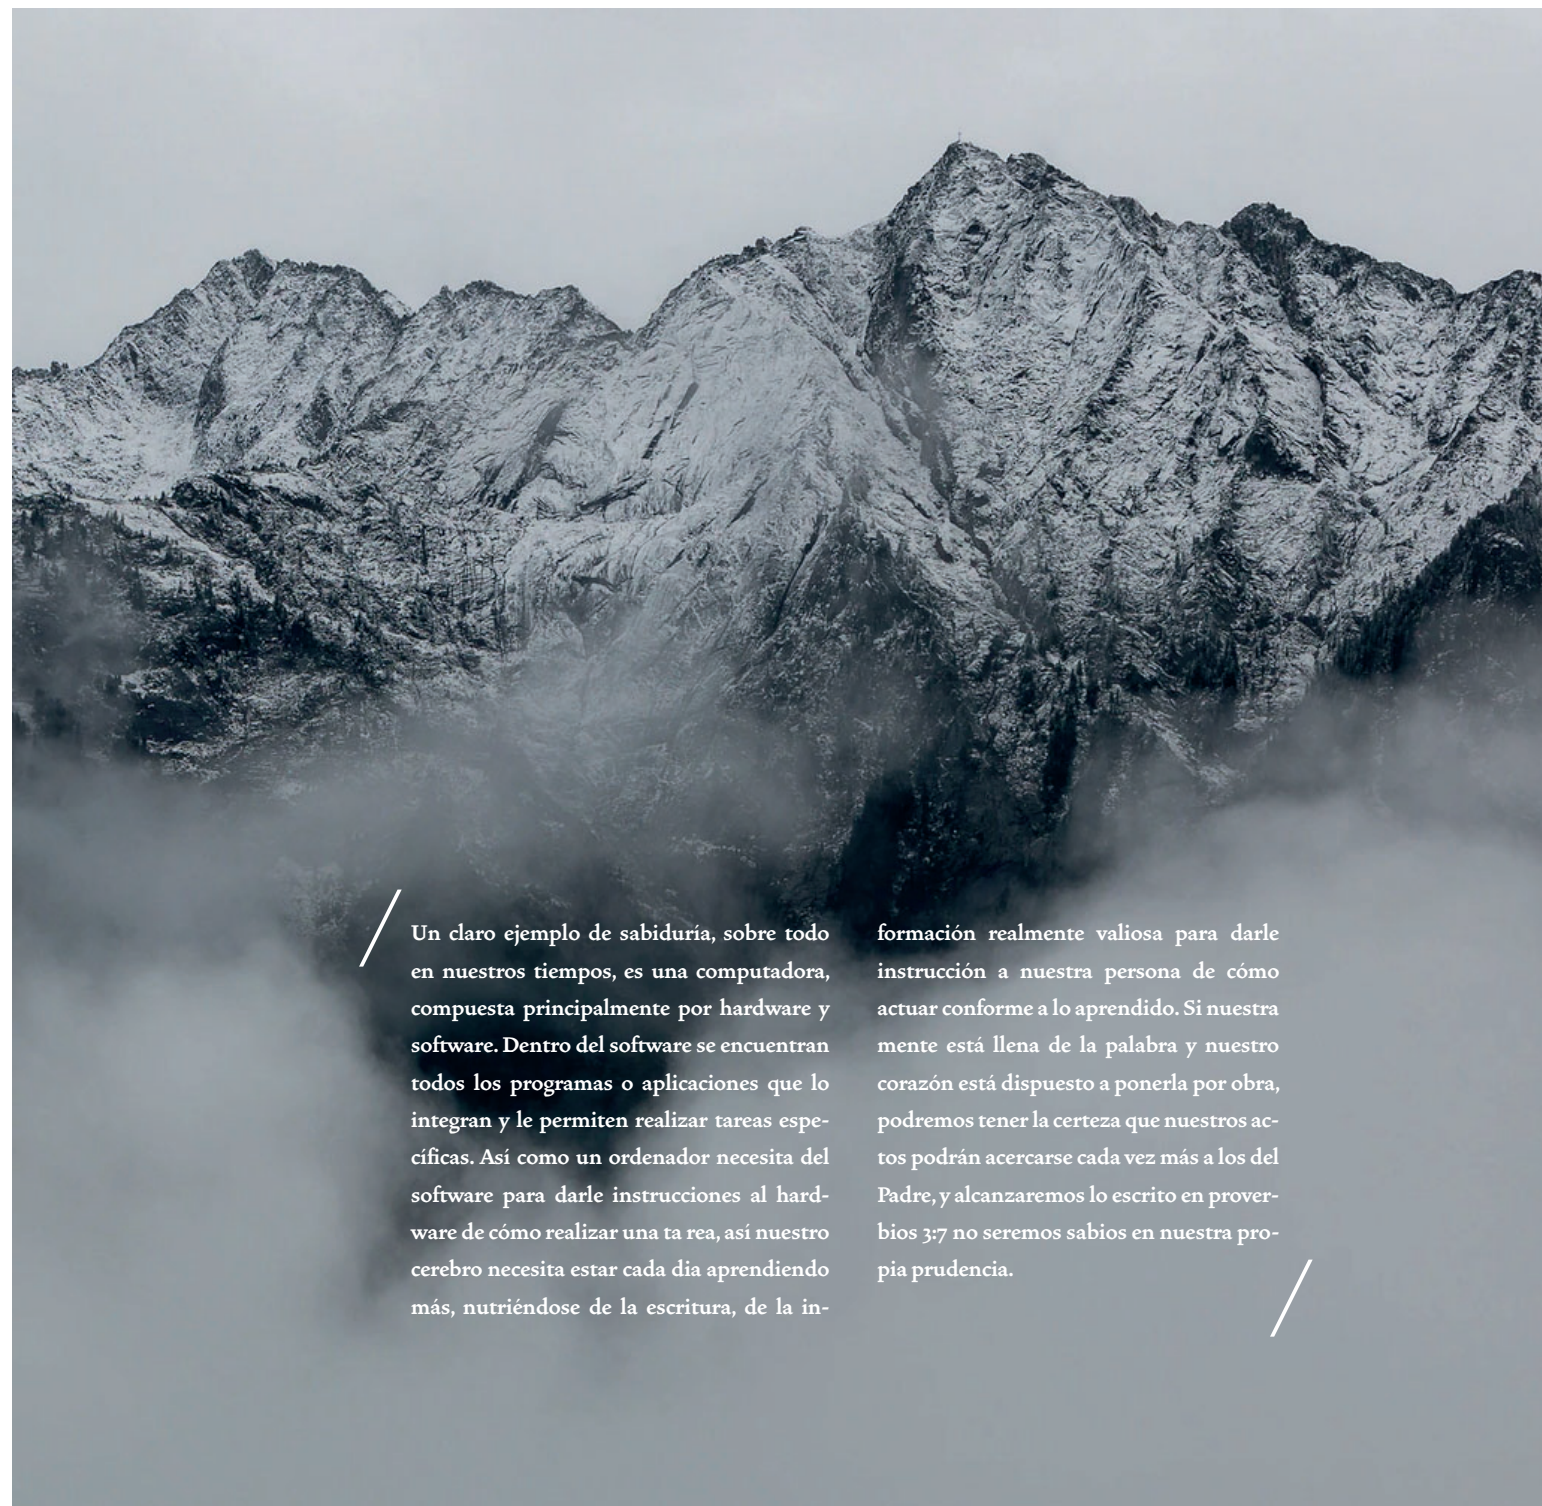 Un claro ejemplo de sabiduría, sobre todo
en nuestros tiempos, es una computadora,
compuesta principalmente por hardware y
software. Dentro del software se encuentran
todos los programas o aplicaciones que lo
integran y le permiten realizar tareas espe-
cíficas. Así como un ordenador necesita del
software para darle instrucciones al hard-
ware de cómo realizar una ta rea, así nuestro
cerebro necesita estar cada dia aprendiendo
más, nutriéndose de la escritura, de la in-
formación realmente valiosa para darle
instrucción a nuestra persona de cómo
actuar conforme a lo aprendido. Si nuestra
mente está llena de la palabra y nuestro
corazón está dispuesto a ponerla por obra,
podremos tener la certeza que nuestros ac-
tos podrán acercarse cada vez más a los del
Padre, y alcanzaremos lo escrito en prover-
bios 3:7 no seremos sabios en nuestra pro-
pia prudencia.